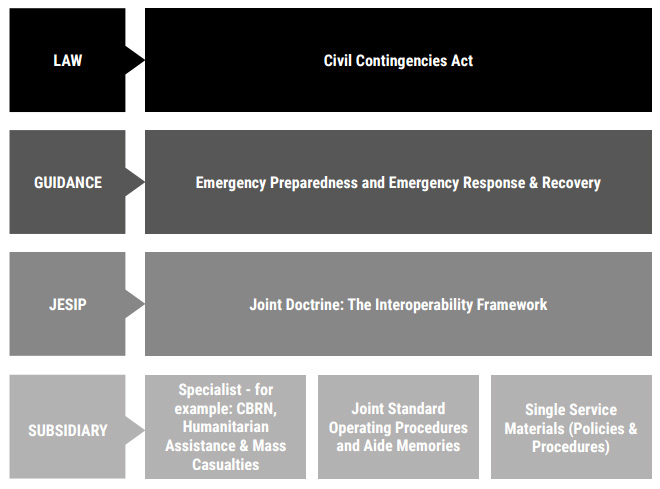 LAW
Civil Contingencies Act
GUIDANCE
Emergency Preparedness and Emergency Response & Recovery
JESIP
Joint Doctrine: The Interoperability Framework
SUBSIDIARY
Specialist - for
example: CBRN,
Humanitarian
Assistance & Mass
Casualties
Joint Standard
Operating Procedures
and Aide Memories
Single Service
Materials (Policies &
Procedures)